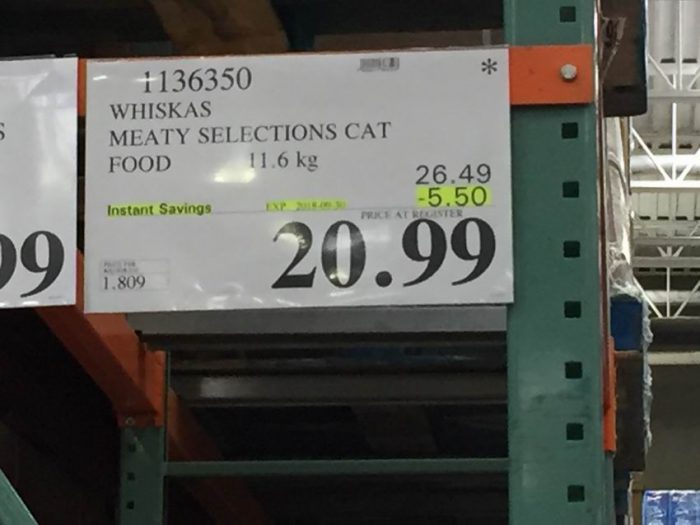 1136350 *
WHISKAS
MEATY SELECTIONS CAT
FOOD 11.6 kg
26.49
-5.50
Instant Savings EXP.
PRICE AT REGISTER
20.99
1.809
S
99